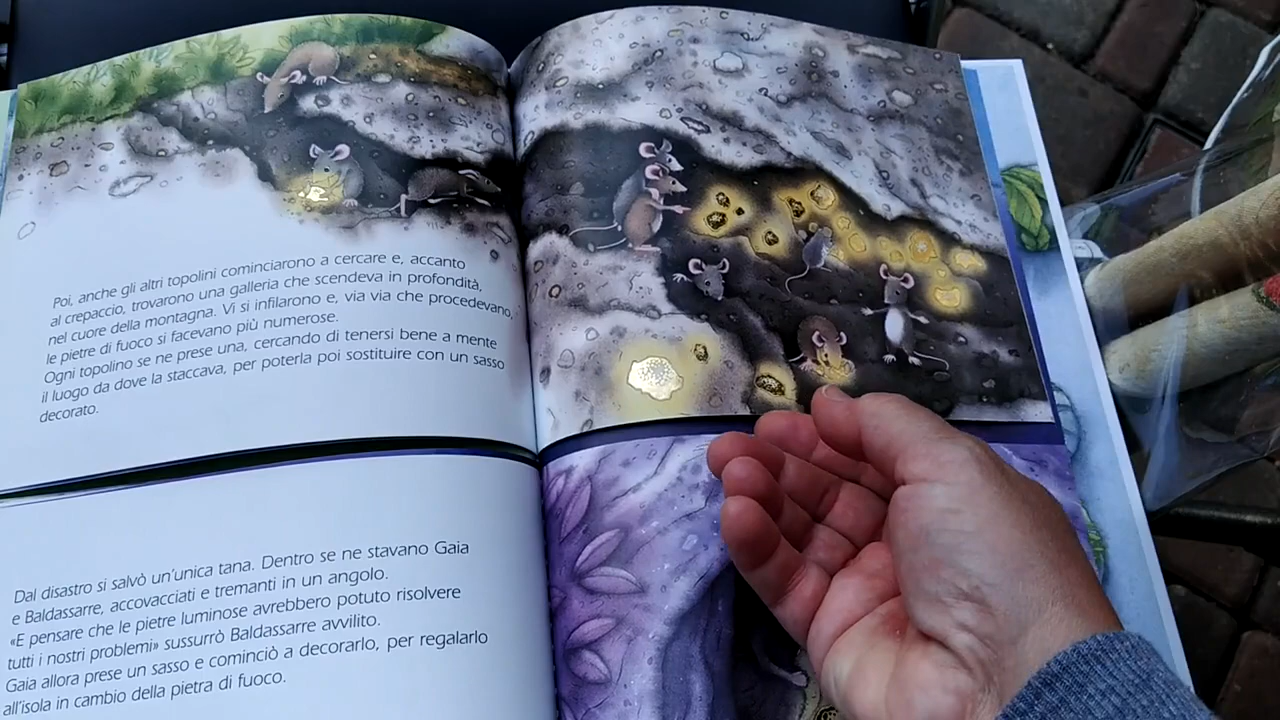 Poi, anche gli altri topolini cominciarono a cercare e, accanto
al crepaccio, trovarono una galleria che scendeva in profondità,
nel cuore della montagna. Vi si infilarono e, via via che procedevano,
le pietre di fuoco si facevano più numerose.
Ogni topolino se ne prese una, cercando di tenersi bene a mente
il luogo da dove la staccava, per poterla poi sostituire con un sasso
decorato.
Dal disastro si salvò un'unica tana. Dentro se ne stavano Gaia
e Baldassarre, accovacciati e tremanti in un angolo.
«E pensare che le pietre luminose avrebbero potuto risolvere
tutti i nostri problemi» sussurrò Baldassarre avvilito.
Gaia allora prese un sasso e cominciò a decorarlo, per regalarlo
all'isola in cambio della pietra di fuoco.